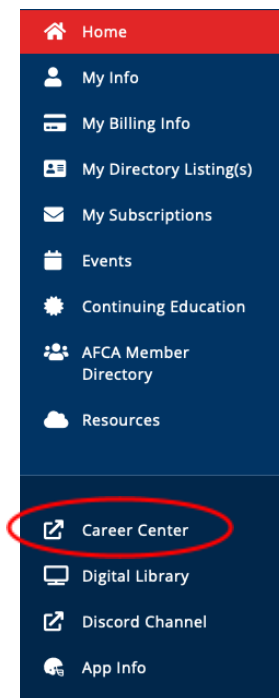 Home
My Info
My Billing Info
My Directory Listing(s)
My Subscriptions
Events
Continuing Education
AFCA Member
Directory
Resources
Career Center
Digital Library
Discord Channel
App Info